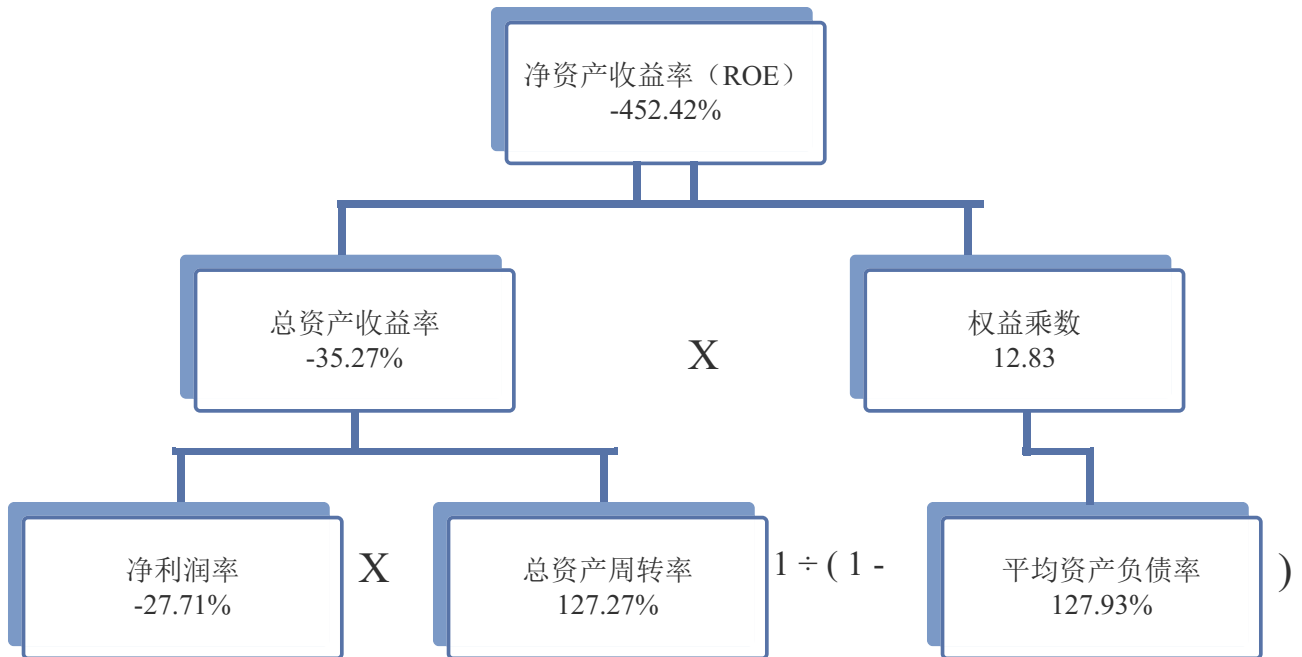 净资产收益率（ROE）
-452.42%
总资产收益率
-35.27%
X
权益乘数
12.83
净利润率
-27.71%
X
总资产周转率
127.27%
1 ÷ ( 1 -
平均资产负债率
127.93%
)